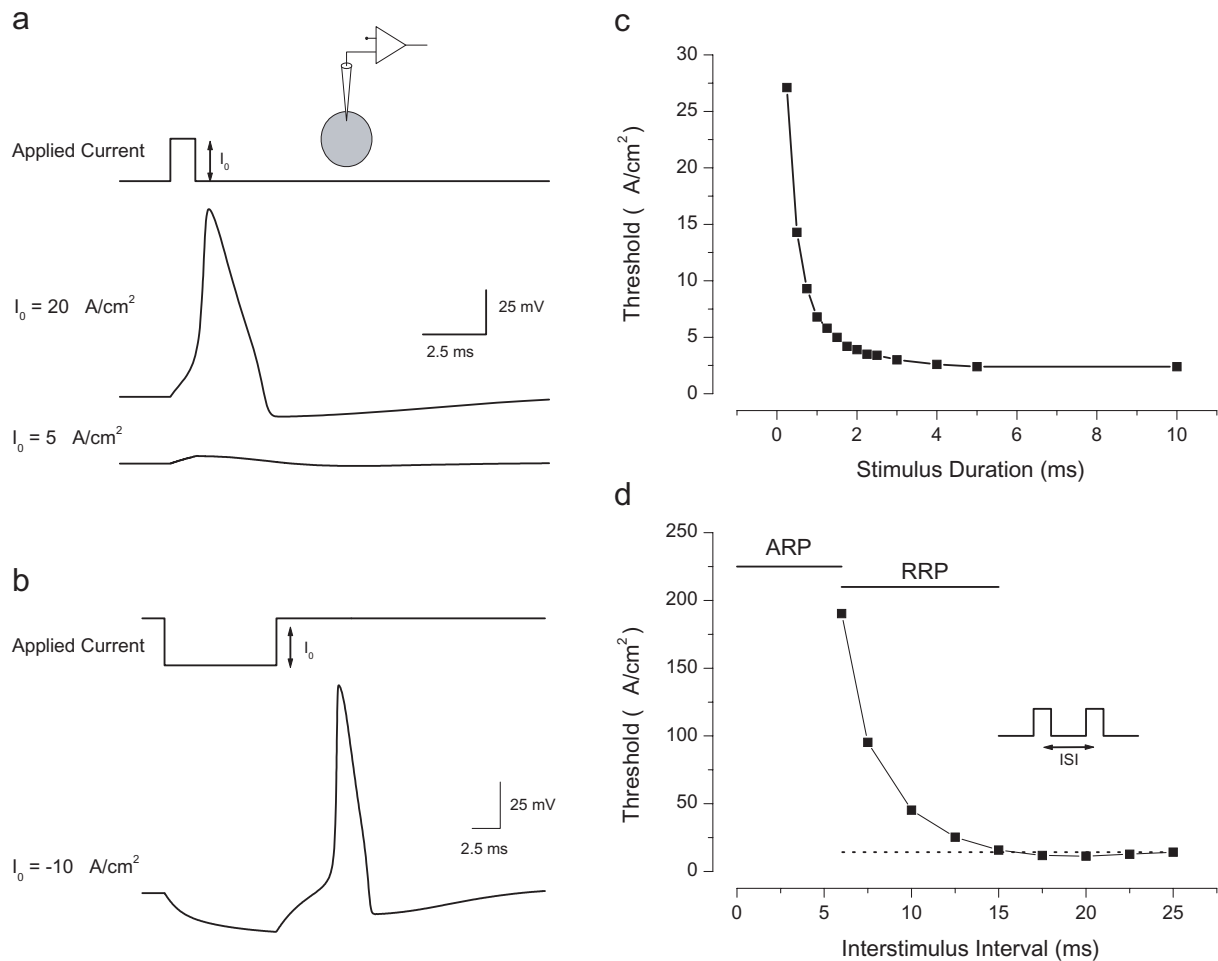 a
Applied Current
I₀
I₀ = 20 A/cm²
25 mV
2.5 ms
I₀ = 5 A/cm²
b
Applied Current
I₀
25 mV
2.5 ms
I₀ = -10 A/cm²
c
Threshold ( A/cm²)
30
25
20
15
10
5
0
0 2 4 6 8 10
Stimulus Duration (ms)
d
Threshold ( A/cm²)
250
200
150
100
50
0
ARP
RRP
ISI
0 5 10 15 20 25
Interstimulus Interval (ms)